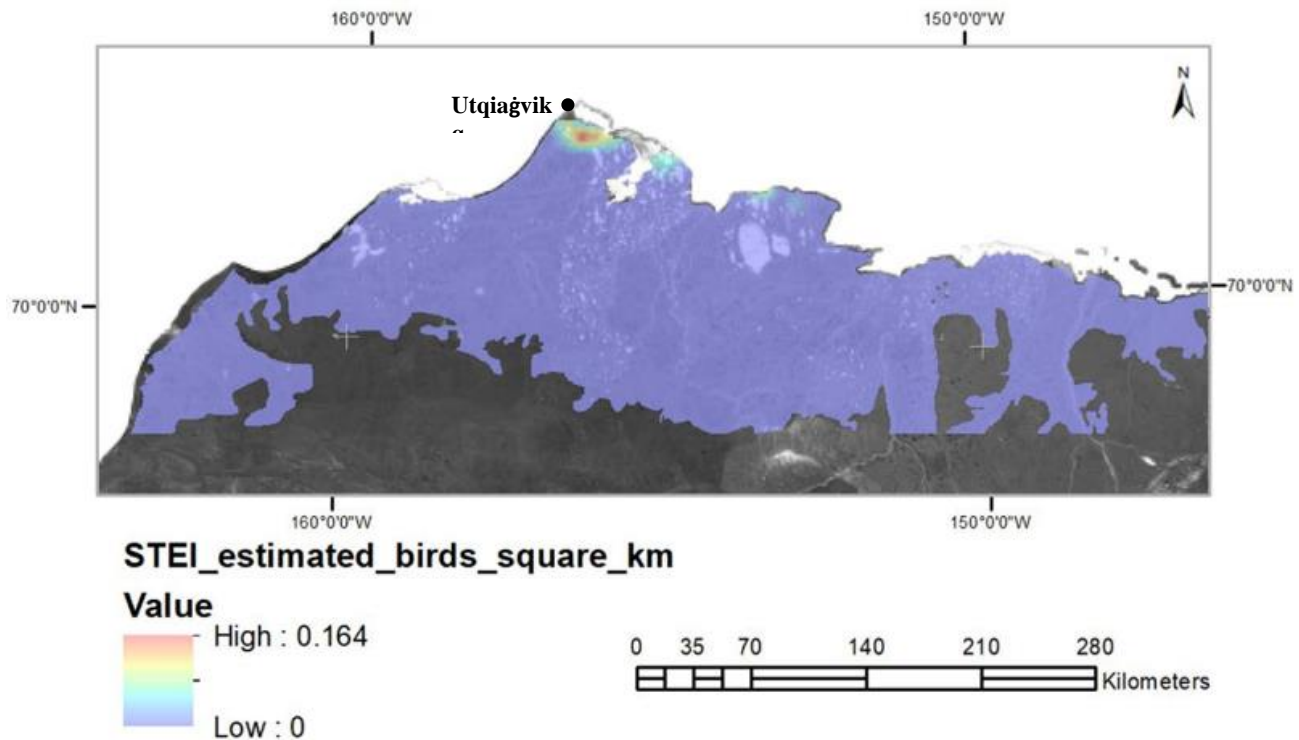 160°0'0"W 150°0'0"W
N
Utqiaġvik
70°0'0"N 70°0'0"N
160°0'0"W 150°0'0"W
STEI_estimated_birds_square_km
Value
High : 0.164
Low : 0
0 35 70 140 210 280
Kilometers